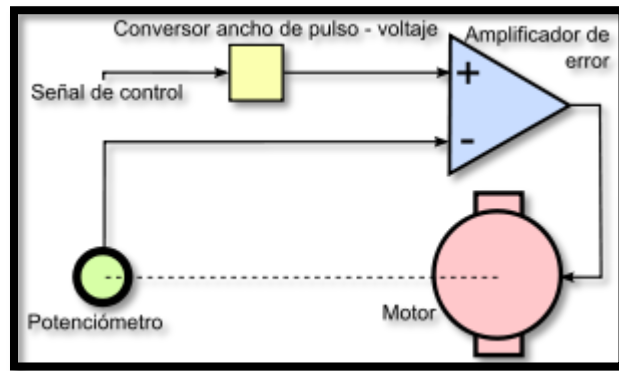 Conversor ancho de pulso - voltaje
Amplificador de
error
Señal de control
+
-
Motor
Potenciómetro